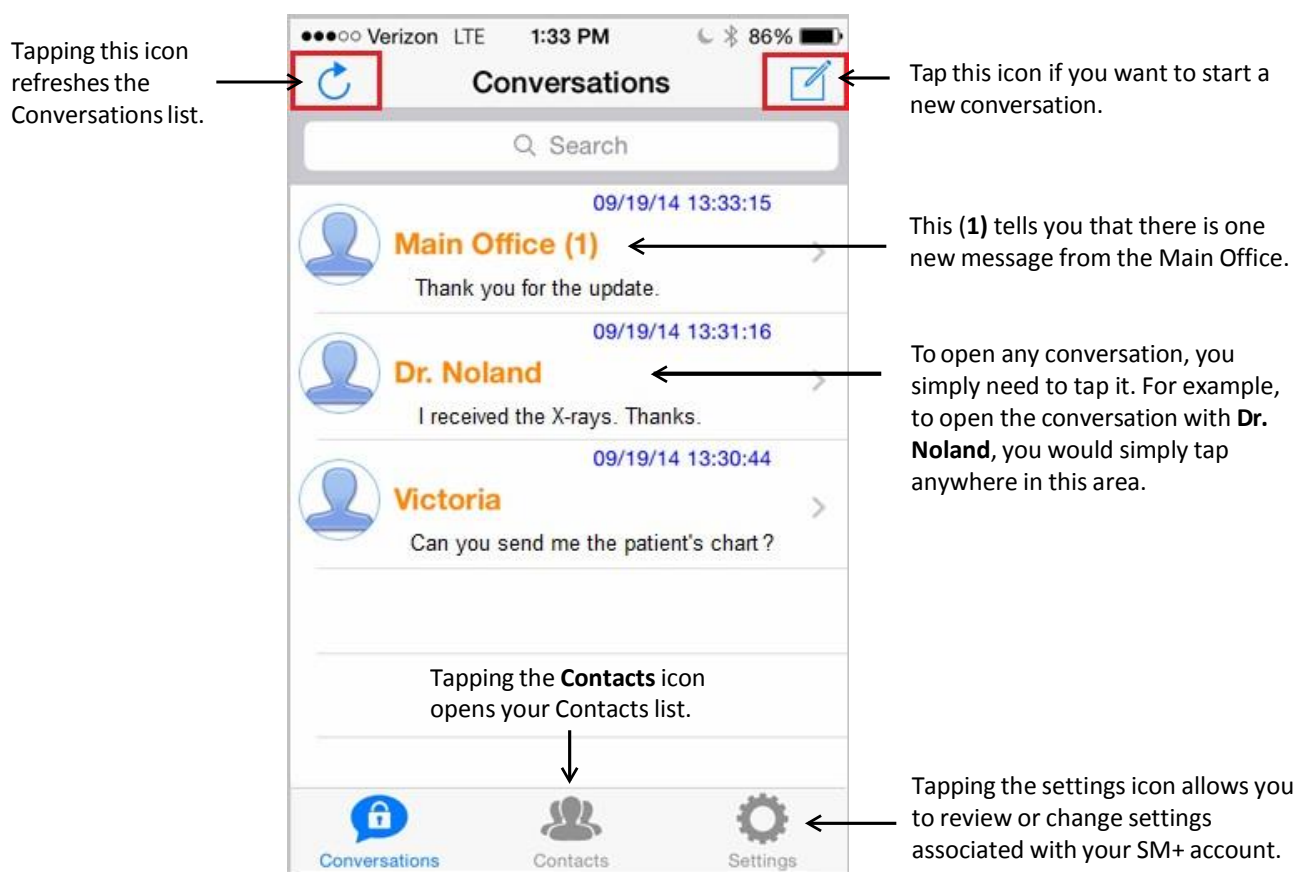 Tapping this icon
refreshes the
Conversations list.
Verizon LTE 1:33 PM 86%
Conversations
Tap this icon if you want to start a
new conversation.
Search
09/19/14 13:33:15
Main Office (1)
Thank you for the update.
This (1) tells you that there is one
new message from the Main Office.
09/19/14 13:31:16
Dr. Noland
I received the X-rays. Thanks.
To open any conversation, you
simply need to tap it. For example,
to open the conversation with Dr.
Noland, you would simply tap
anywhere in this area.
09/19/14 13:30:44
Victoria
Can you send me the patient's chart?
Tapping the Contacts icon
opens your Contacts list.
Conversations Contacts Settings
Tapping the settings icon allows you
to review or change settings
associated with your SM+ account.